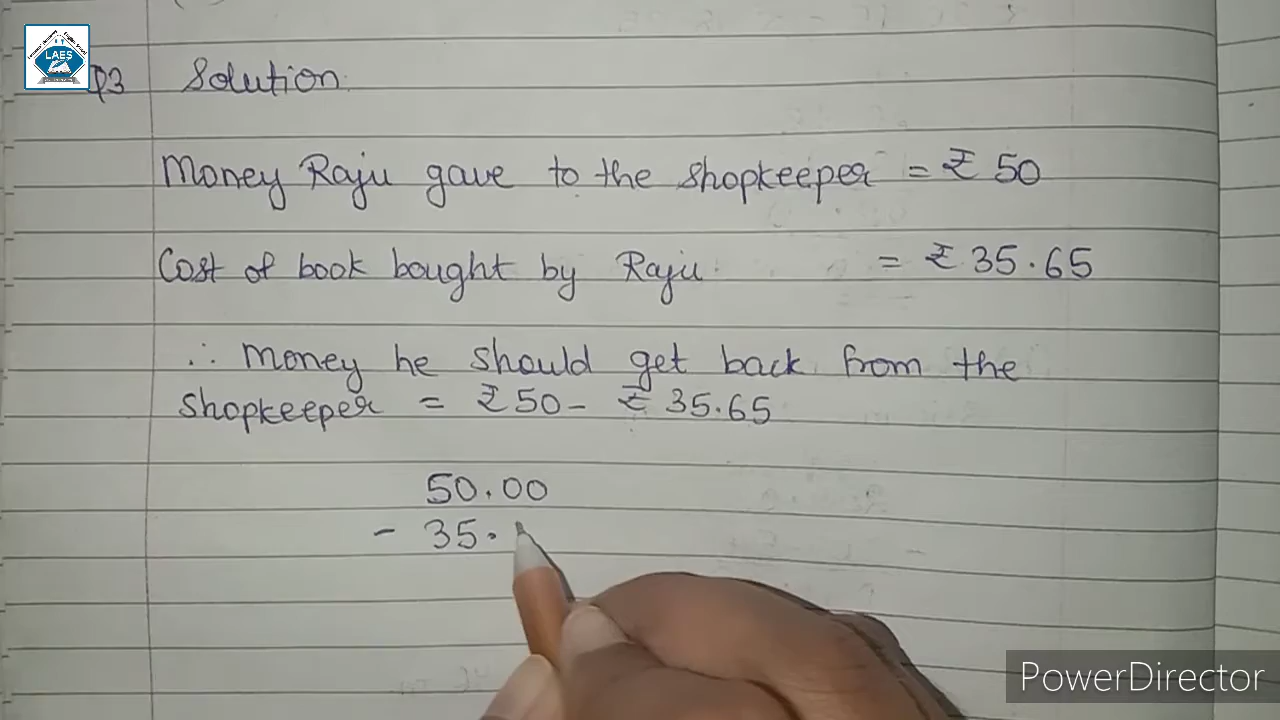 LAES
Q3 Solution
Money Raju gave to the shopkeeper = ₹ 50
Cost of book bought by Raju = ₹ 35.65
∴ Money he should get back from the
shopkeeper = ₹50 - ₹ 35.65
50.00
- 35.
PowerDirector